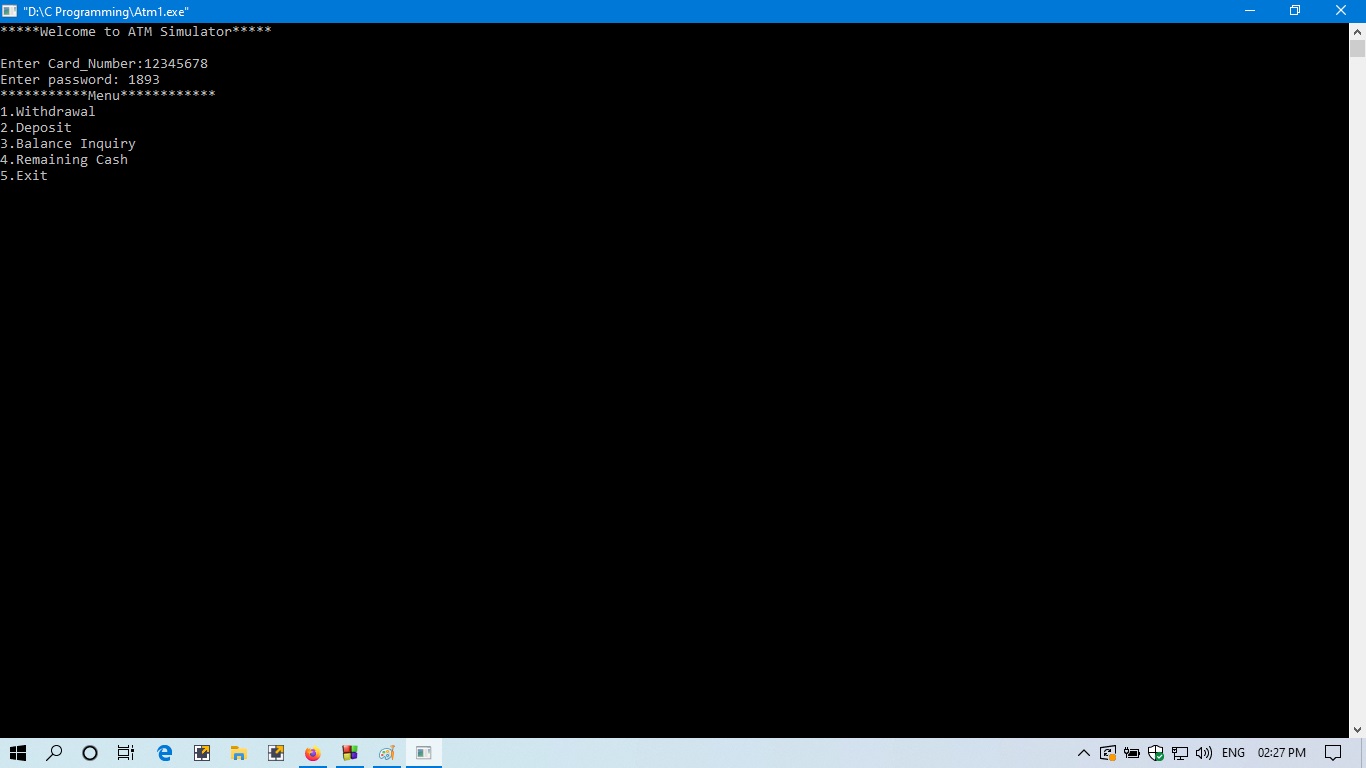 "D:\C Programming\Atm1.exe"
*****Welcome to ATM Simulator*****
Enter Card_Number:12345678
Enter password: 1893
***********Menu************
1.Withdrawal
2.Deposit
3.Balance Inquiry
4.Remaining Cash
5.Exit
ENG 02:27 PM